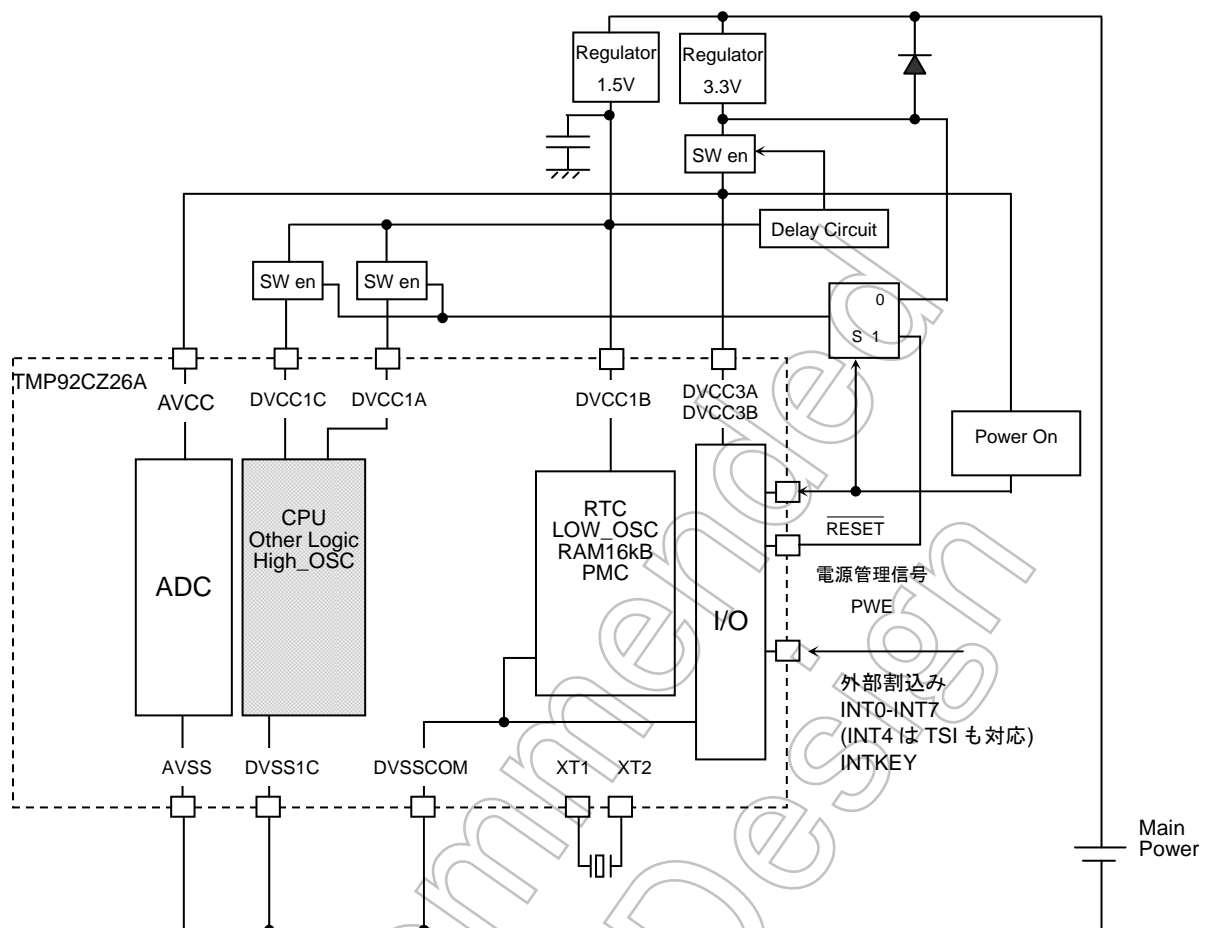 Regulator
1.5V
Regulator
3.3V
SW en
Delay Circuit
SW en
SW en
0
S 1
TMP92CZ26A
AVCC
DVCC1C
DVCC1A
DVCC1B
DVCC3A
DVCC3B
Power On
CPU
Other Logic
High_OSC
ADC
RTC
LOW_OSC
RAM16kB
PMC
I/O
RESET
電源管理信号
PWE
外部割込み
INT0-INT7
(INT4 は TSI も対応)
INTKEY
AVSS
DVSS1C
DVSSCOM
XT1
XT2
Main
Power
ommended
Design